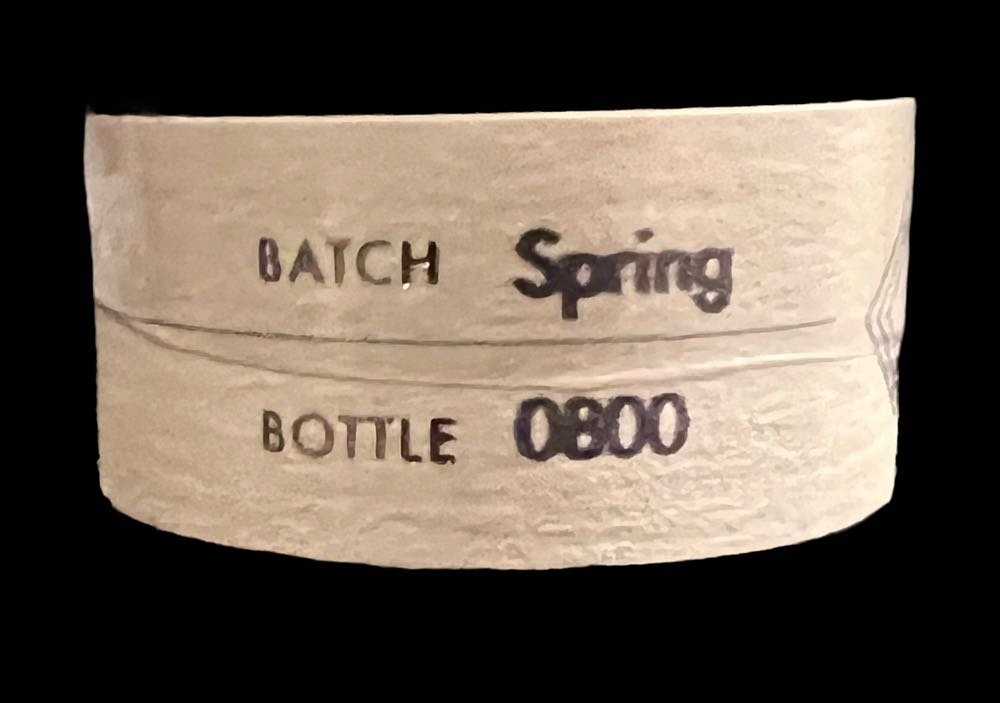 BATCH Spring
BOTTLE 0800